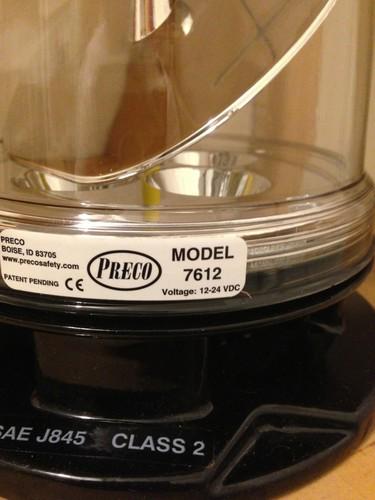 PRECO
BOISE, ID 83705
www.precosafety.com
PATENT PENDING CE
PRECO
MODEL
7612
Voltage: 12-24 VDC
SAE J845 CLASS 2